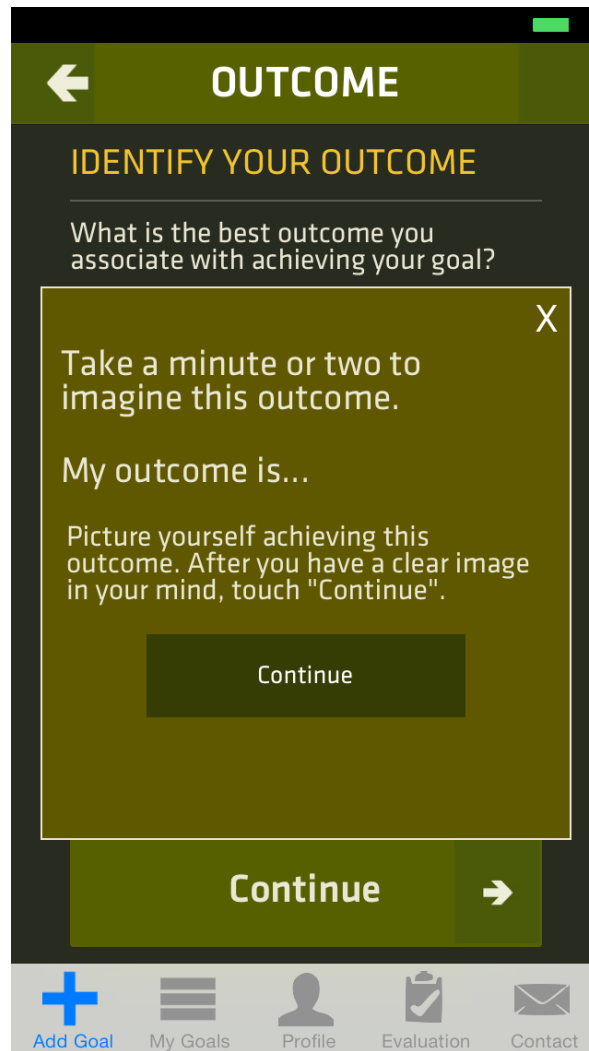 OUTCOME
IDENTIFY YOUR OUTCOME
What is the best outcome you
associate with achieving your goal?
X
Take a minute or two to
imagine this outcome.
My outcome is...
Picture yourself achieving this
outcome. After you have a clear image
in your mind, touch "Continue".
Continue
Continue
Add Goal My Goals Profile Evaluation Contact